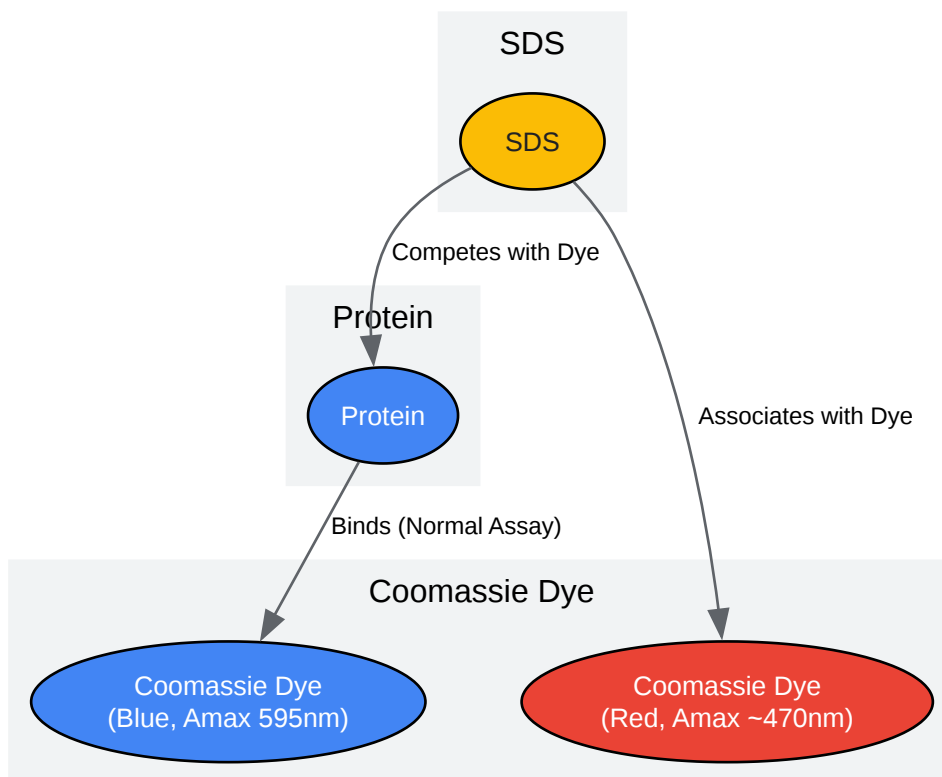 SDS
SDS
Competes with Dye
Protein
Protein
Associates with Dye
Binds (Normal Assay)
Coomassie Dye
Coomassie Dye
(Blue, Amax 595nm)
Coomassie Dye
(Red, Amax ~470nm)